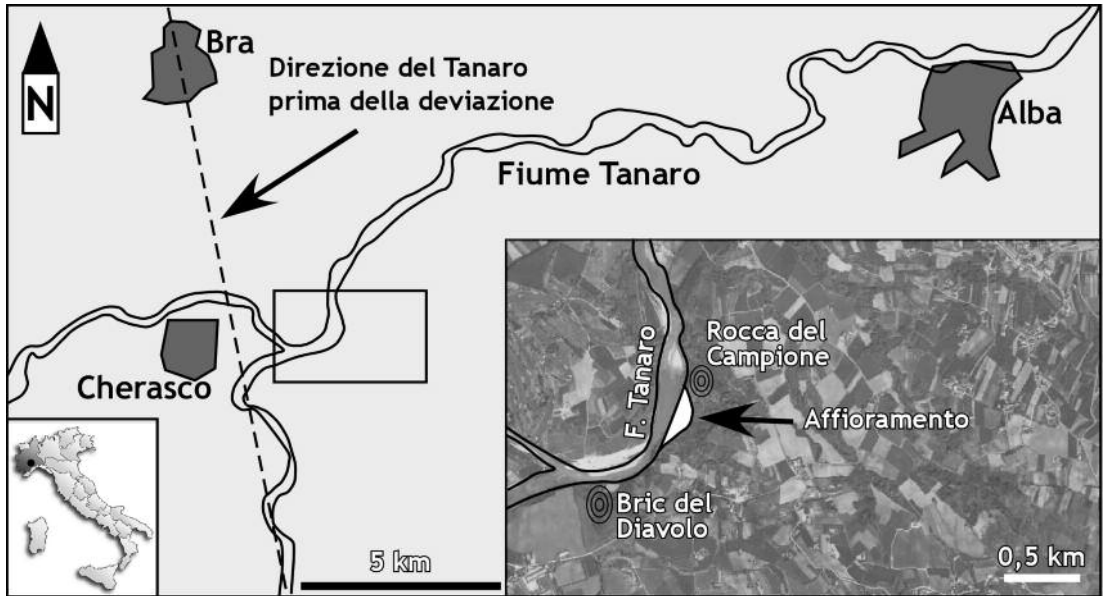 N
Bra
Direzione del Tanaro
prima della deviazione
Alba
Fiume Tanaro
Cherasco
5 km
F. Tanaro
Rocca del
Campione
Affioramento
Bric del
Diavolo
0,5 km